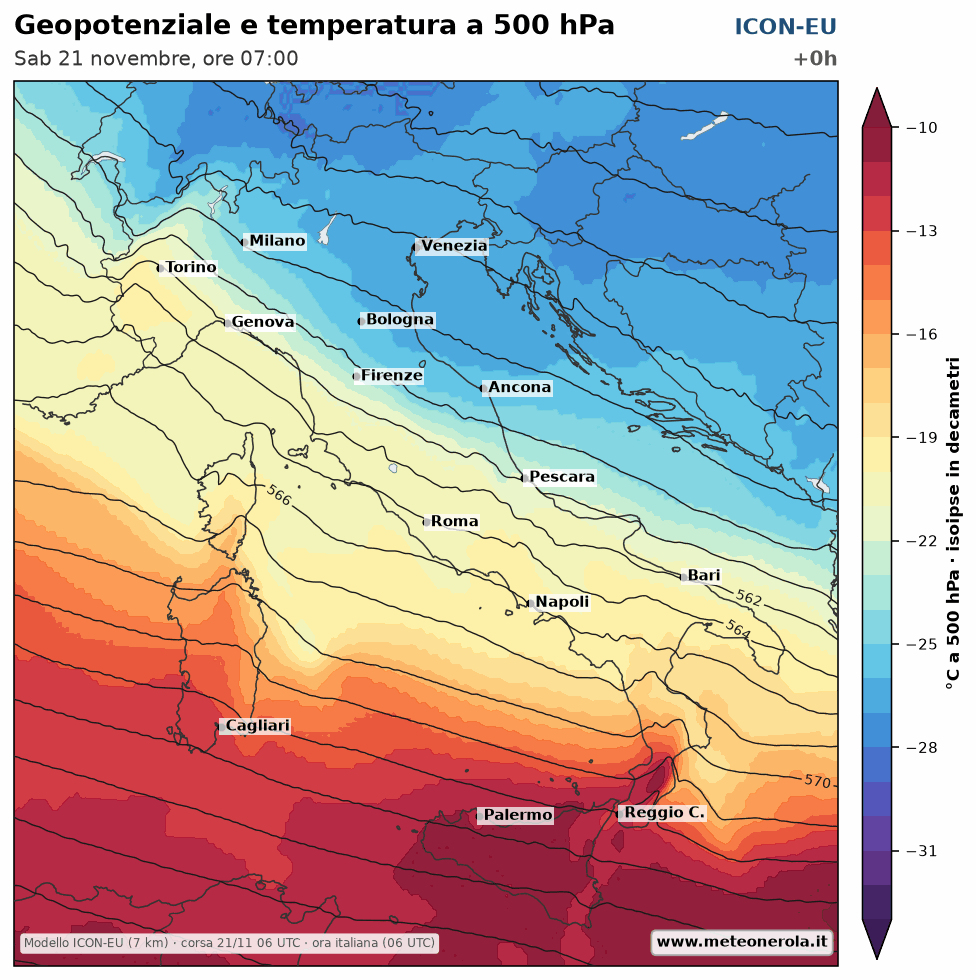 Geopotenziale e temperatura a 500 hPa
ICON-EU
Sab 21 novembre, ore 07:00
+0h
Milano
Venezia
Torino
Genova
Bologna
Firenze
Ancona
Pescara
566
Roma
Bari
Napoli
562
564
Cagliari
570
Palermo
Reggio C.
Modello ICON-EU (7 km) · corsa 21/11 06 UTC · ora italiana (06 UTC)
www.meteonerola.it
−10
−13
−16
−19
−22
−25
−28
−31
°C a 500 hPa · isoipse in decametri